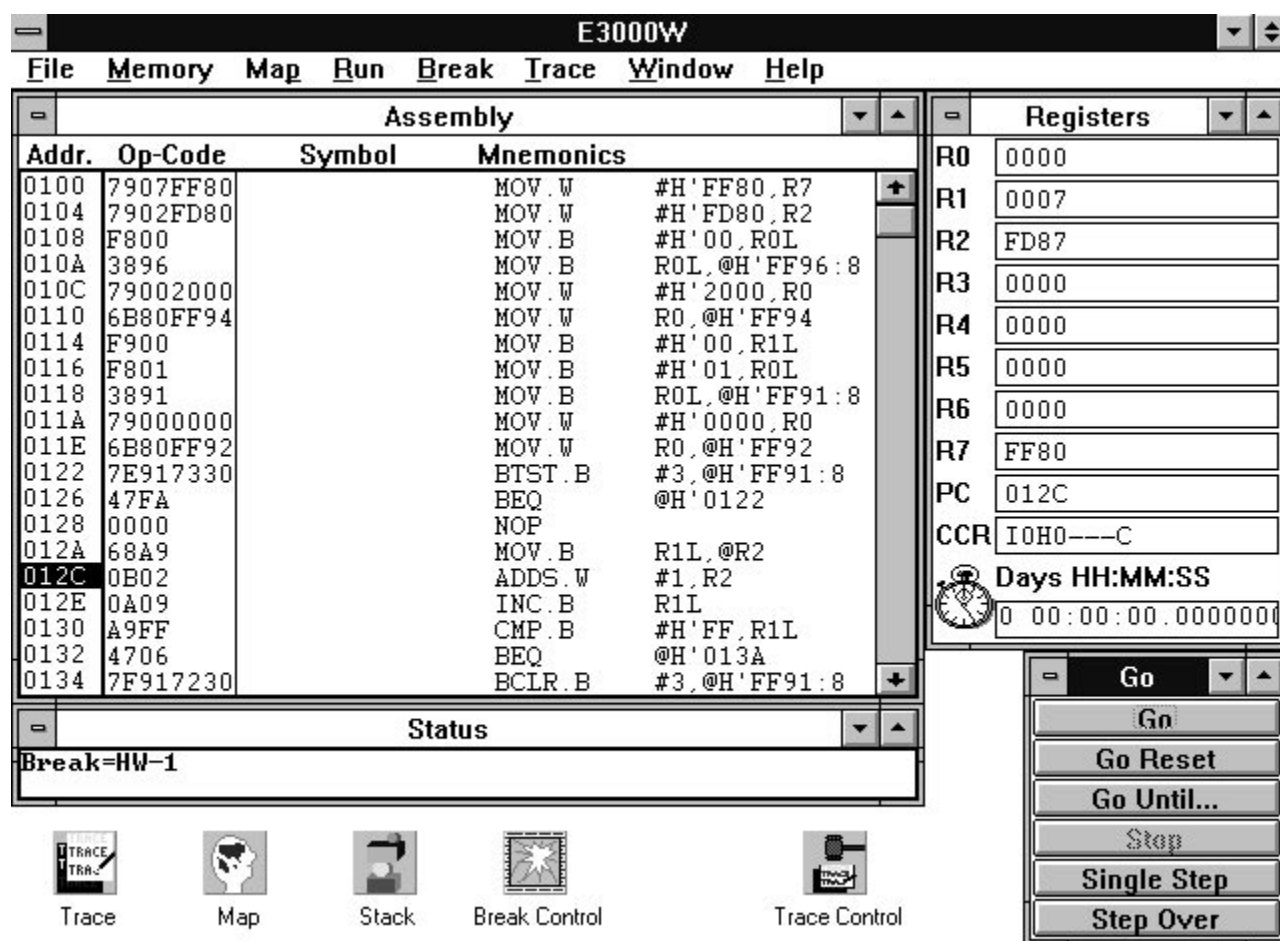 E3000W
File Memory Map Run Break Trace Window Help
Assembly
Addr. Op-Code Symbol Mnemonics
0100 7907FF80 MOV.W #H'FF80,R7
0104 7902FD80 MOV.W #H'FD80,R2
0108 F800 MOV.B #H'00,R0L
010A 3896 MOV.B R0L,@H'FF96:8
010C 79002000 MOV.W #H'2000,R0
0110 6B80FF94 MOV.W R0,@H'FF94
0114 F900 MOV.B #H'00,R1L
0116 F801 MOV.B #H'01,R0L
0118 3891 MOV.B R0L,@H'FF91:8
011A 79000000 MOV.W #H'0000,R0
011E 6B80FF92 MOV.W R0,@H'FF92
0122 7E917330 BTST.B #3,@H'FF91:8
0126 47FA BEQ @H'0122
0128 0000 NOP
012A 68A9 MOV.B R1L,@R2
012C 0B02 ADDS.W #1,R2
012E 0A09 INC.B R1L
0130 A9FF CMP.B #H'FF,R1L
0132 4706 BEQ @H'013A
0134 7F917230 BCLR.B #3,@H'FF91:8
Registers
R0 0000
R1 0007
R2 FD87
R3 0000
R4 0000
R5 0000
R6 0000
R7 FF80
PC 012C
CCR I0H0---C
Days HH:MM:SS
0 00:00:00.000000
Status
Break=HW-1
Go
Go
Go Reset
Go Until...
Stop
Single Step
Step Over
TRACE
TRACE
Trace
Map
Stack
Break Control
Trace Control